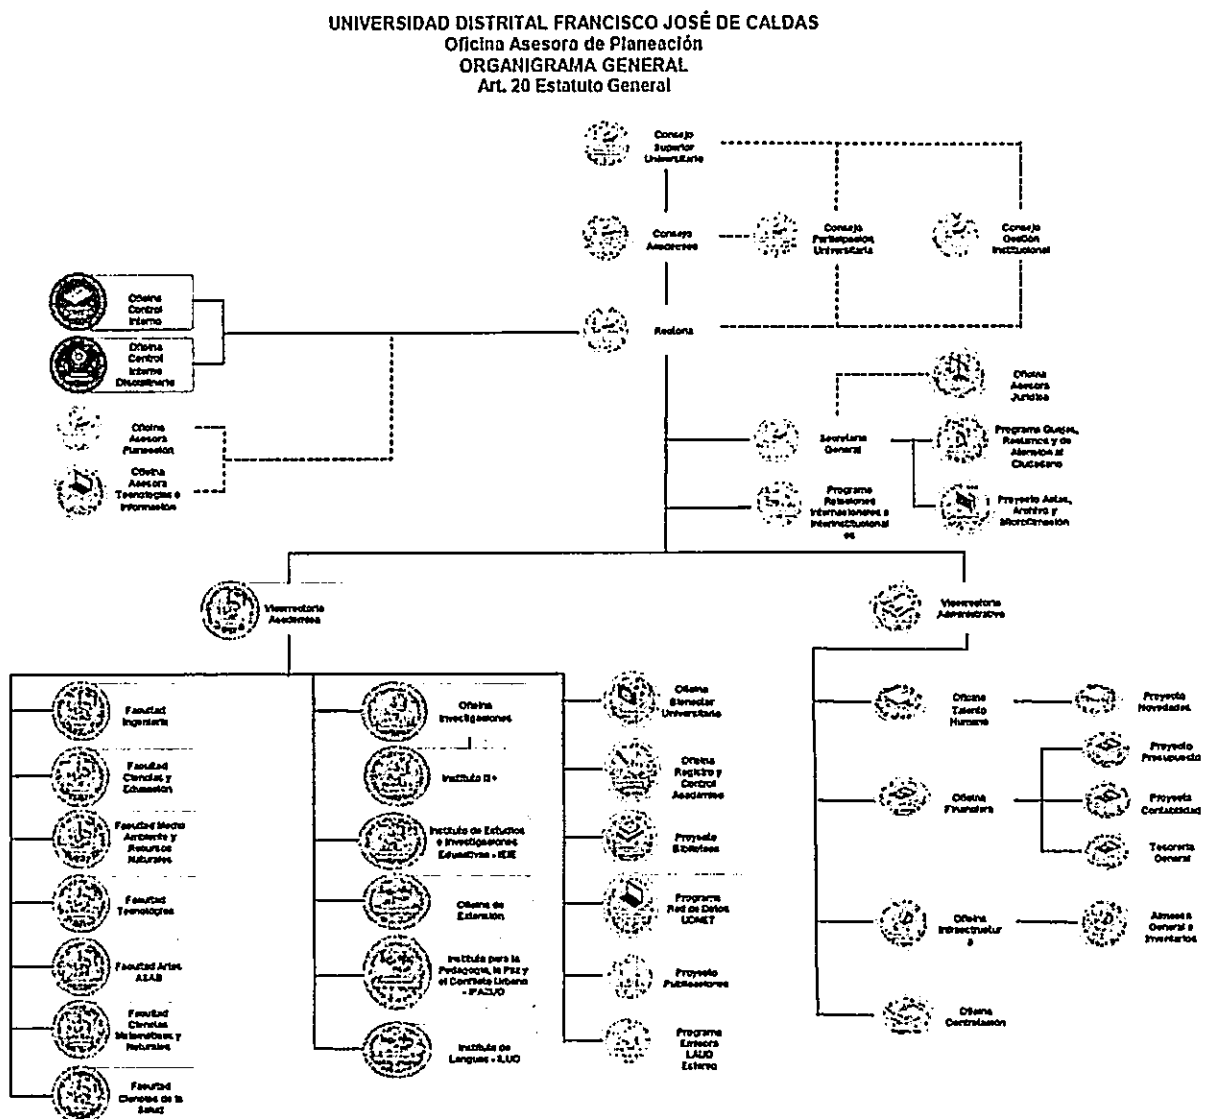 UNIVERSIDAD DISTRITAL FRANCISCO JOSÉ DE CALDAS
Oficina Asesora de Planeación
ORGANIGRAMA GENERAL
Art. 20 Estatuto General
Consejo
Superior
Universitario
Consejo
Académico
Consejo
Participación
Universitaria
Consejo
Gestión
Institucional
Oficina
Control
Interno
Rectoría
Oficina
Control
Interno
Disciplinario
Oficina
Asesora
Jurídica
Oficina
Asesora
Planeación
Secretaría
General
Programa Quejas,
Reclamos y de
Atención al
Ciudadano
Oficina
Asesora
Tecnologías e
Información
Programa
Relaciones
Internacionales e
Interinstitucional
es
Proyecto Actas,
Archivo y
Microfilmación
Vicerrectoría
Académica
Vicerrectoría
Administrativa
Facultad
Ingeniería
Facultad
Ciencias y
Educación
Facultad Medio
Ambiente y
Recursos
Naturales
Facultad
Tecnológica
Facultad Artes
ASAB
Facultad
Ciencias
Matemáticas y
Naturales
Facultad
Ciencias de la
Salud
Oficina
Investigaciones
Instituto
Instituto de Estudios
e Investigaciones
Educativas - IEIE
Oficina de
Extensión
Instituto para la
Pedagogía, la Paz y
el Conflicto Urbano
- IPAZUD
Instituto de
Lenguas - ILUD
Oficina
Bienestar
Universitario
Oficina
Registro y
Control
Académico
Proyecto
Biblioteca
Programa
Red de Datos
UDNET
Proyecto
Publicaciones
Programa
Emisora
LAUD
Estéreo
Oficina
Talento
Humano
Proyecto
Novedades
Proyecto
Presupuesto
Oficina
Financiera
Proyecto
Contabilidad
Tesorería
General
Oficina
Infraestructur
a
Almacén
General e
Inventarios
Oficina
Contratación